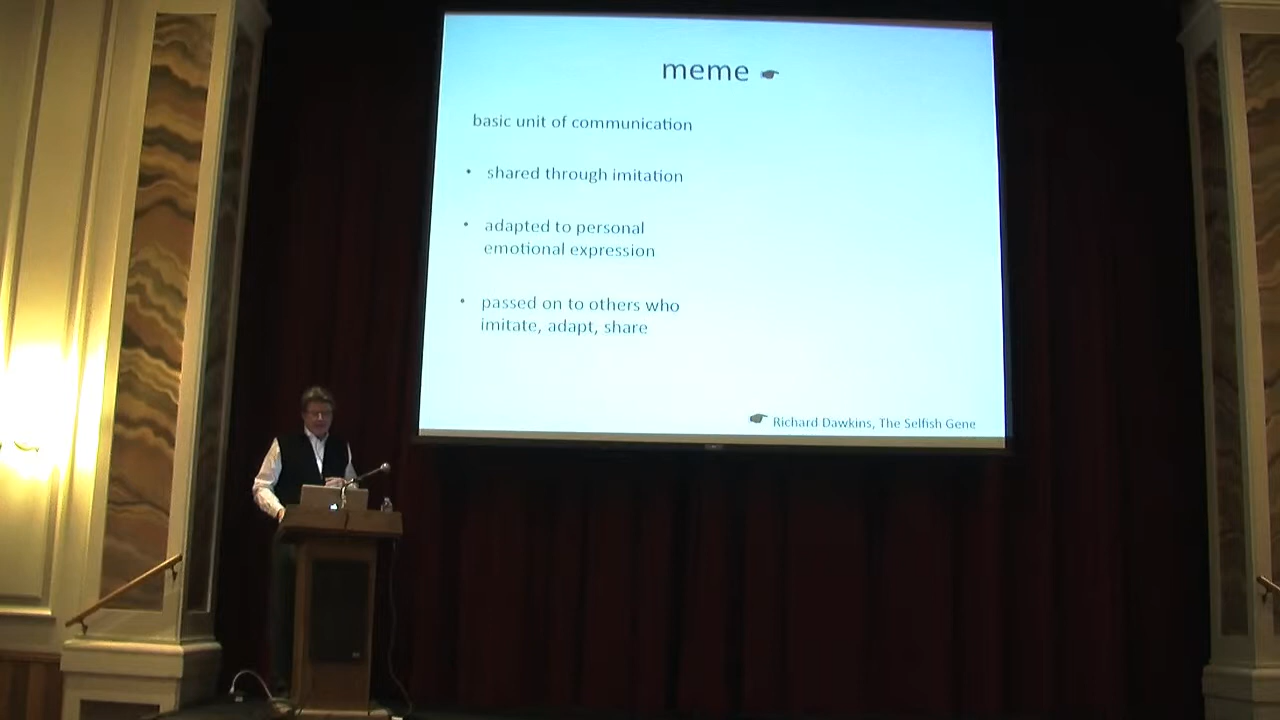 meme
basic unit of communication
• shared through imitation
• adapted to personal
emotional expression
• passed on to others who
imitate, adapt, share
Richard Dawkins, The Selfish Gene